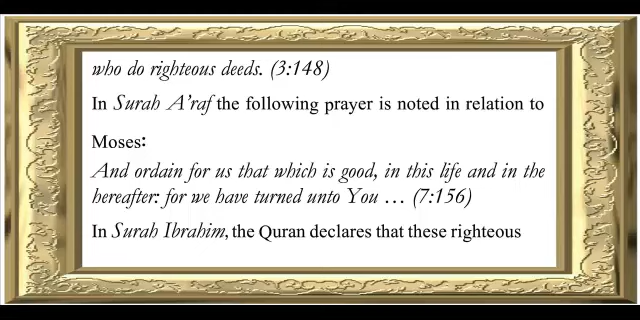 who do righteous deeds. (3:148)
In Surah A'raf the following prayer is noted in relation to
Moses:
And ordain for us that which is good, in this life and in the
hereafter: for we have turned unto You … (7:156)
In Surah Ibrahim, the Quran declares that these righteous